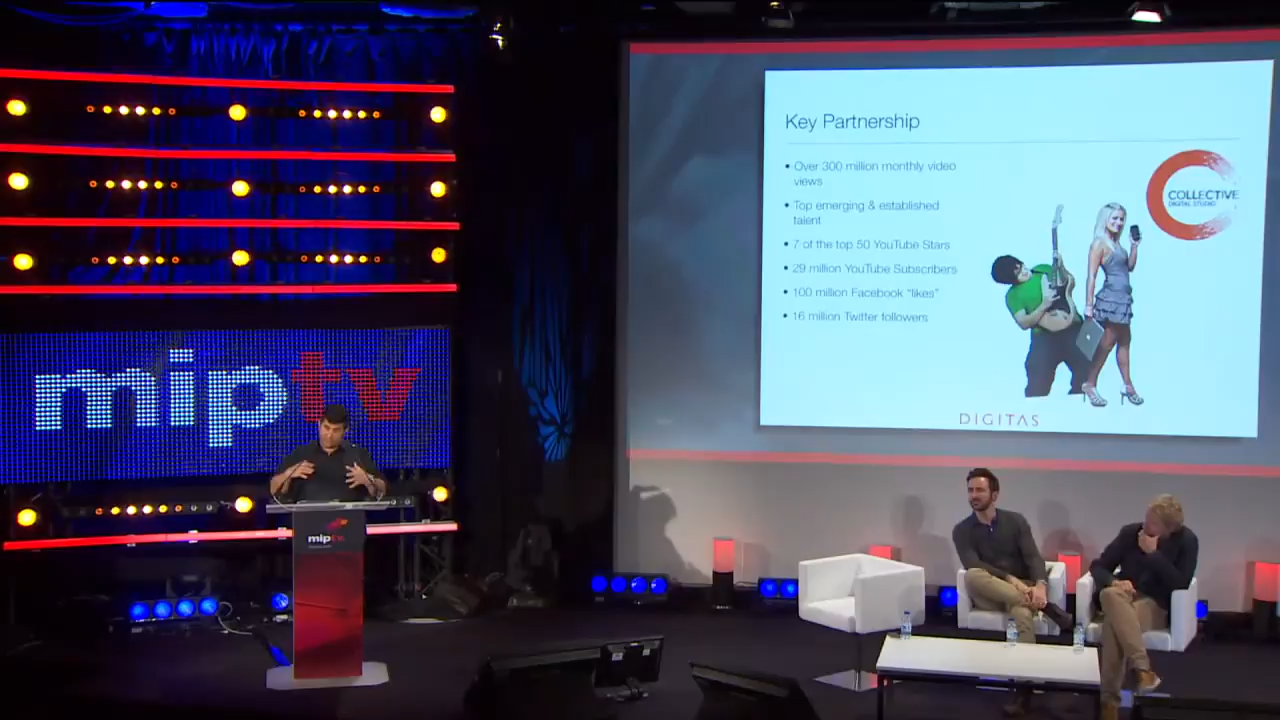 Key Partnership
• Over 300 million monthly video
views
• Top emerging & established
talent
• 7 of the top 50 YouTube Stars
• 29 million YouTube Subscribers
• 100 million Facebook “likes”
• 16 million Twitter followers
COLLECTIVE
DIGITAL STUDIO
DIGITAS
miptv
miptv.